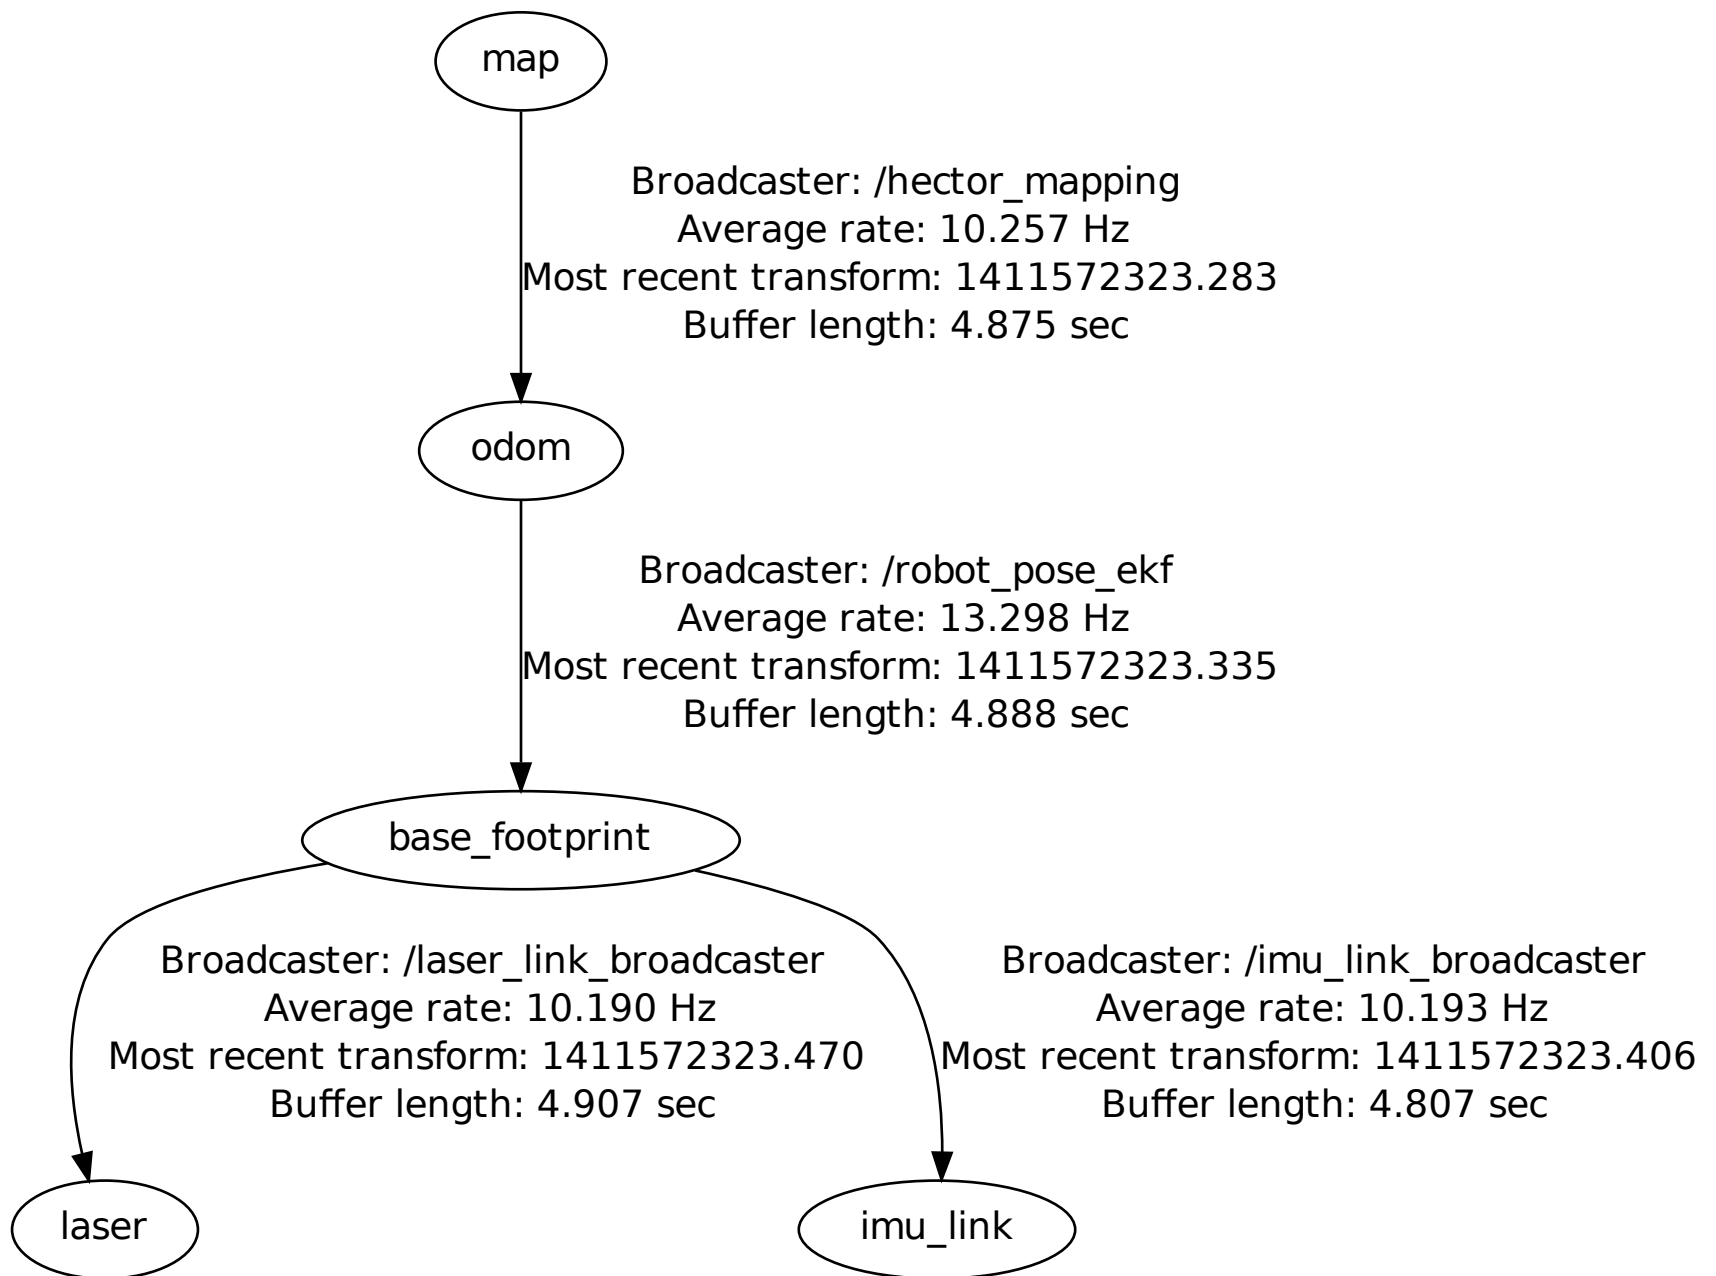 map
Broadcaster: /hector_mapping
Average rate: 10.257 Hz
Most recent transform: 1411572323.283
Buffer length: 4.875 sec
odom
Broadcaster: /robot_pose_ekf
Average rate: 13.298 Hz
Most recent transform: 1411572323.335
Buffer length: 4.888 sec
base_footprint
Broadcaster: /laser_link_broadcaster
Average rate: 10.190 Hz
Most recent transform: 1411572323.470
Buffer length: 4.907 sec
Broadcaster: /imu_link_broadcaster
Average rate: 10.193 Hz
Most recent transform: 1411572323.406
Buffer length: 4.807 sec
laser
imu_link